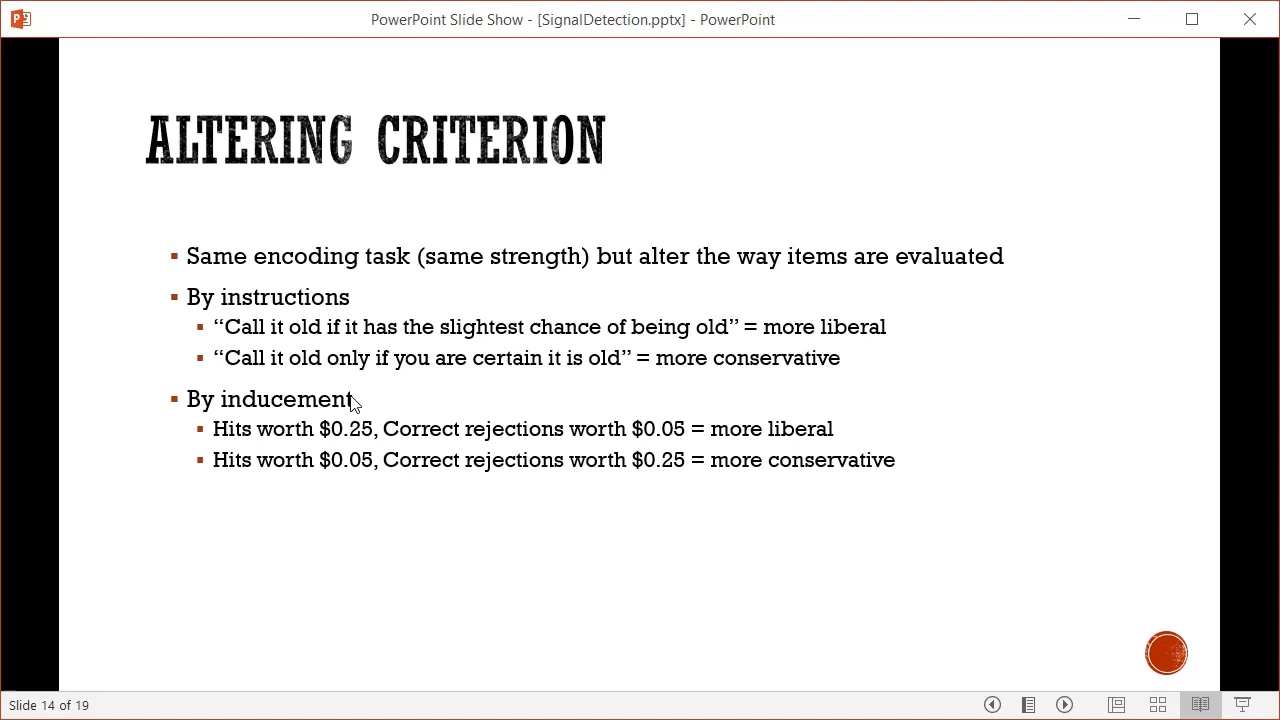 PowerPoint Slide Show - [SignalDetection.pptx] - PowerPoint
ALTERING CRITERION
Same encoding task (same strength) but alter the way items are evaluated
By instructions
“Call it old if it has the slightest chance of being old” = more liberal
“Call it old only if you are certain it is old” = more conservative
By inducement
Hits worth $0.25, Correct rejections worth $0.05 = more liberal
Hits worth $0.05, Correct rejections worth $0.25 = more conservative
Slide 14 of 19